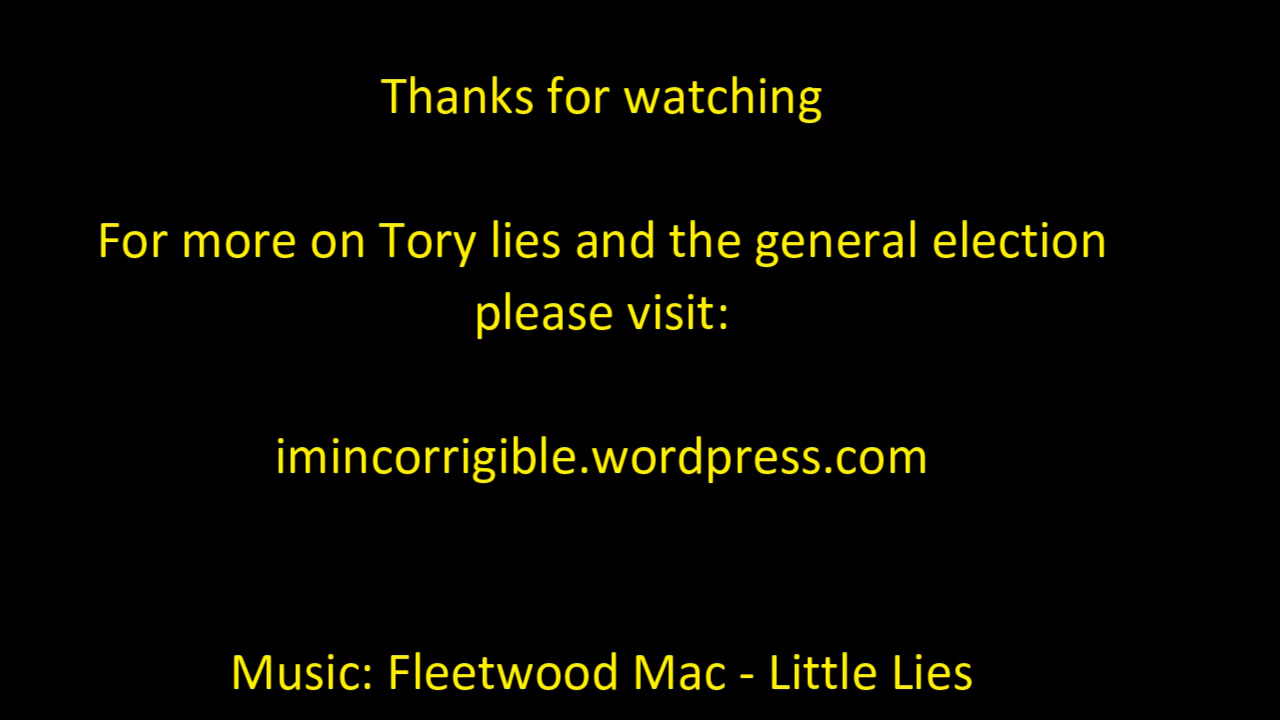 Thanks for watching
For more on Tory lies and the general election
please visit:
imincorrigible.wordpress.com
Music: Fleetwood Mac - Little Lies